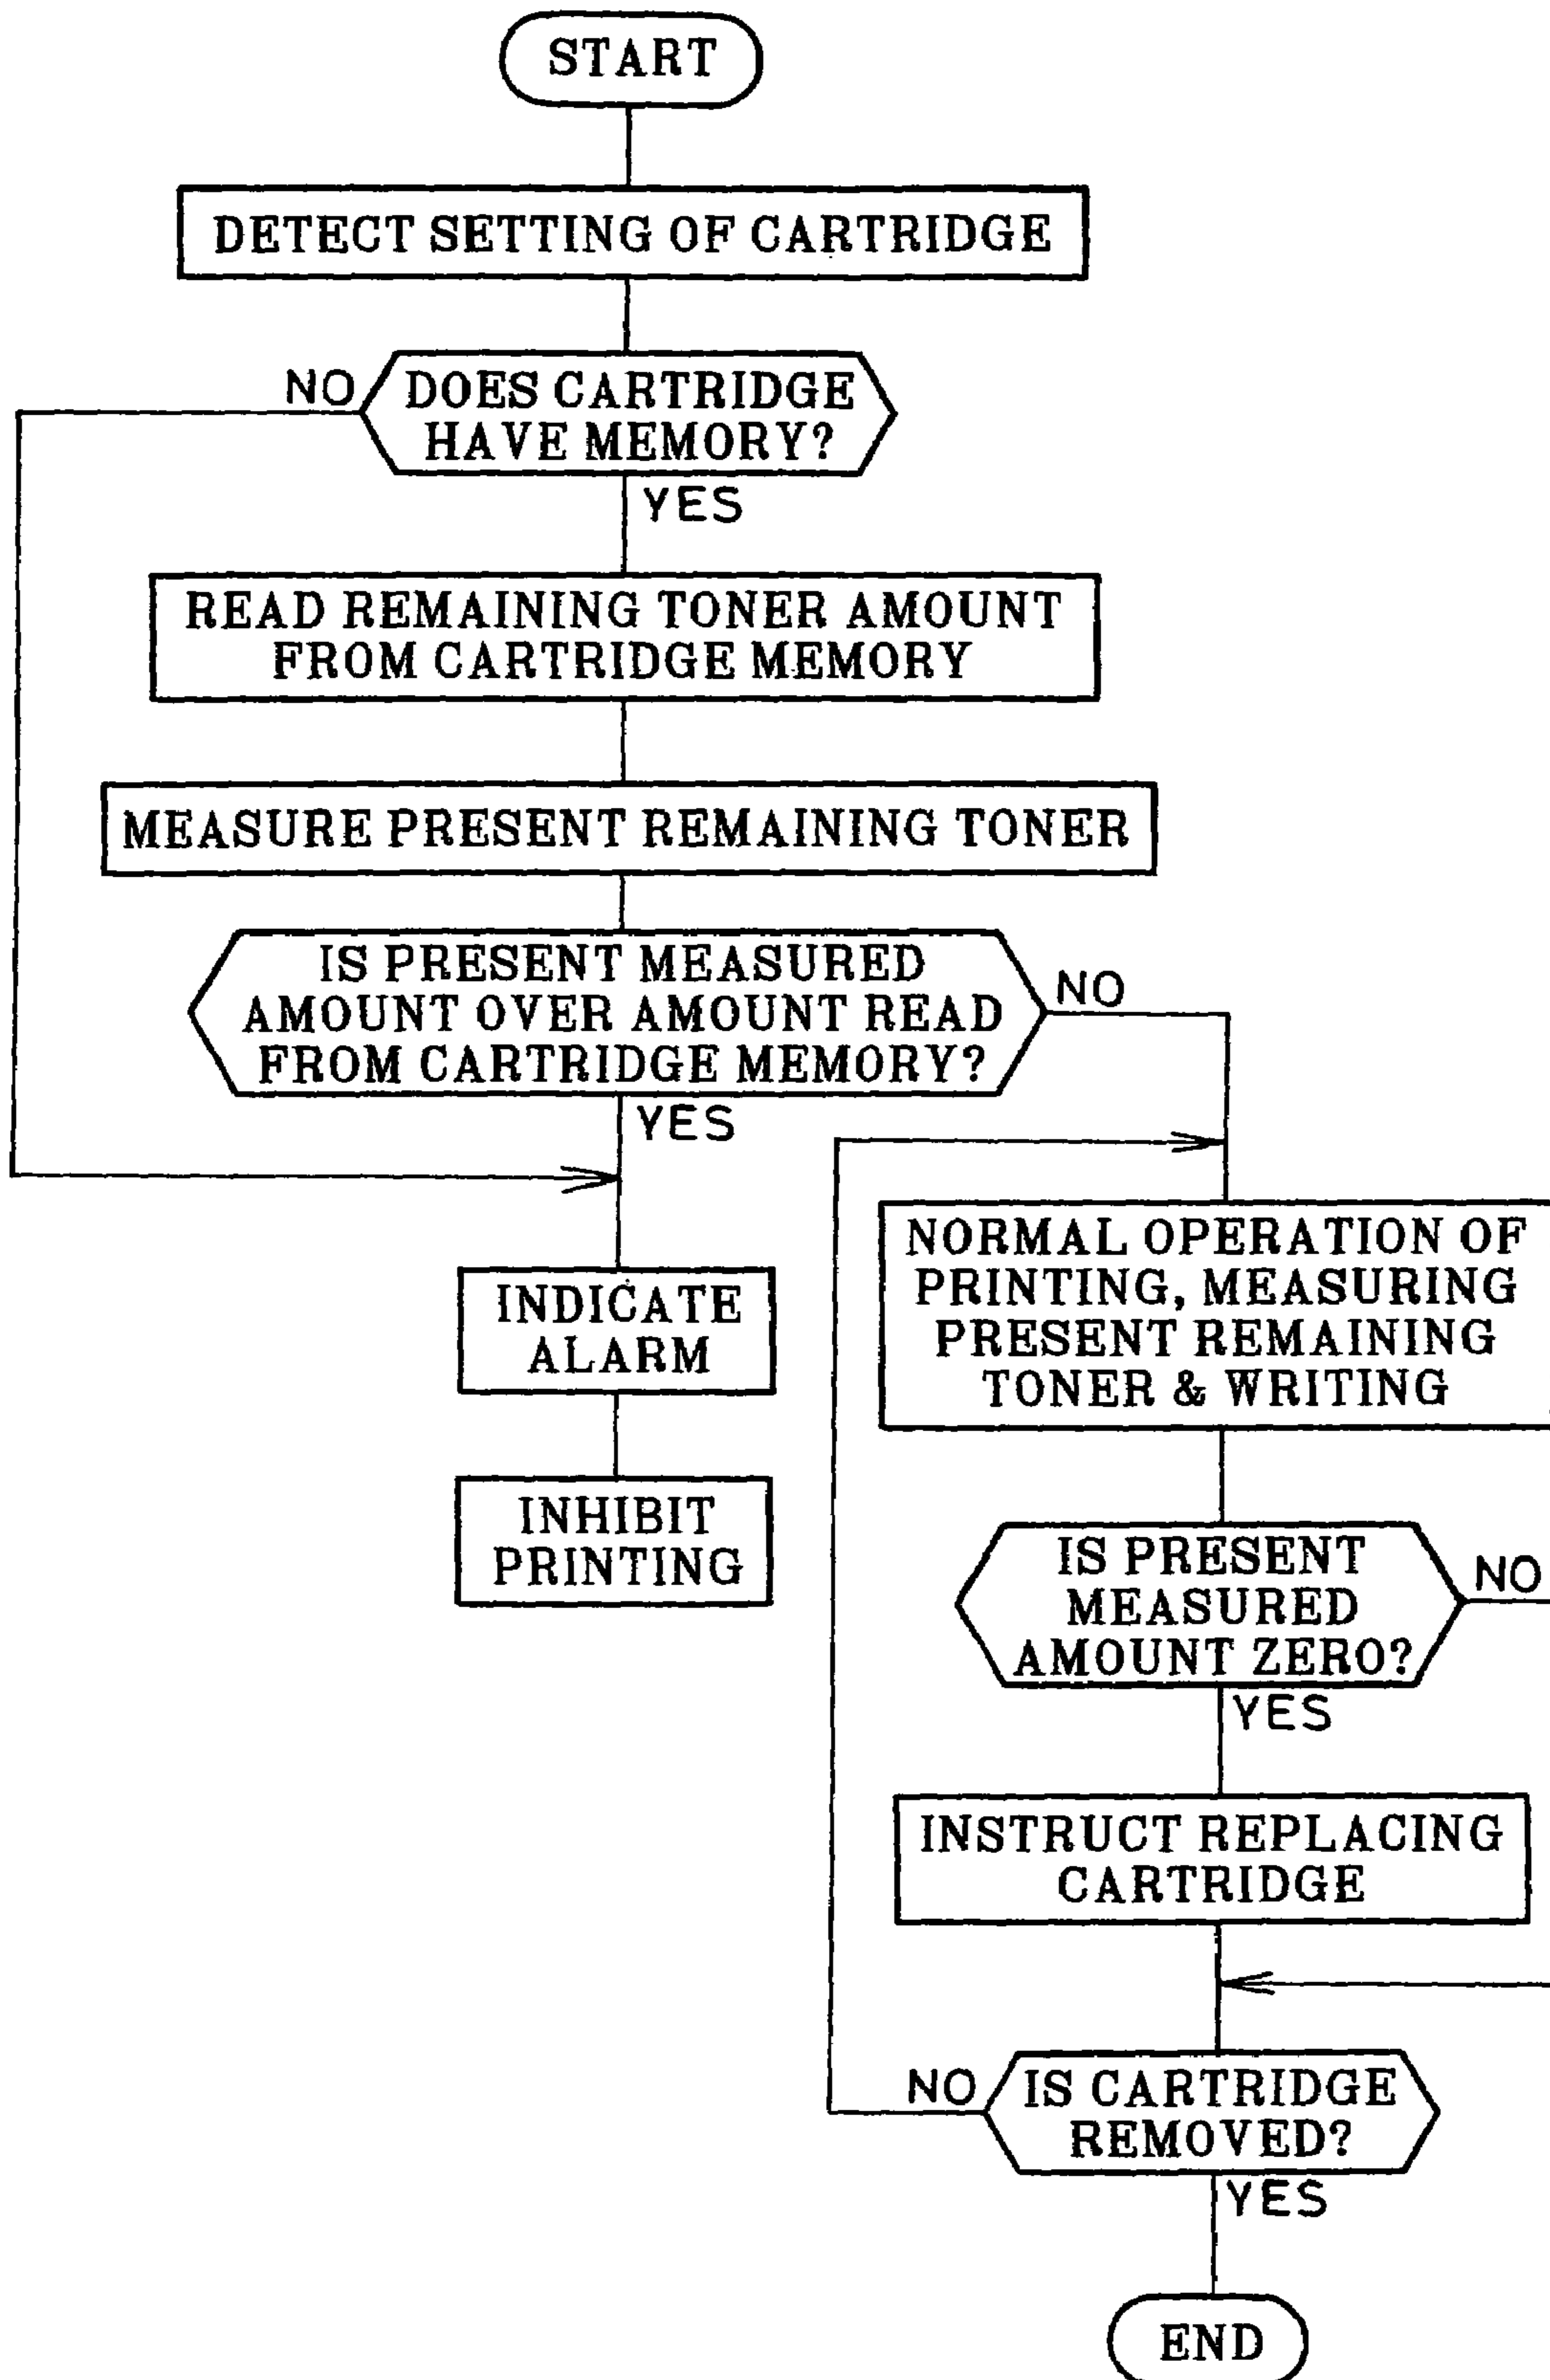 START
DETECT SETTING OF CARTRIDGE
NO
DOES CARTRIDGE
HAVE MEMORY?
YES
READ REMAINING TONER AMOUNT
FROM CARTRIDGE MEMORY
MEASURE PRESENT REMAINING TONER
IS PRESENT MEASURED
AMOUNT OVER AMOUNT READ
FROM CARTRIDGE MEMORY?
NO
YES
INDICATE
ALARM
INHIBIT
PRINTING
NORMAL OPERATION OF
PRINTING, MEASURING
PRESENT REMAINING
TONER & WRITING
IS PRESENT
MEASURED
AMOUNT ZERO?
NO
YES
INSTRUCT REPLACING
CARTRIDGE
NO
IS CARTRIDGE
REMOVED?
YES
END